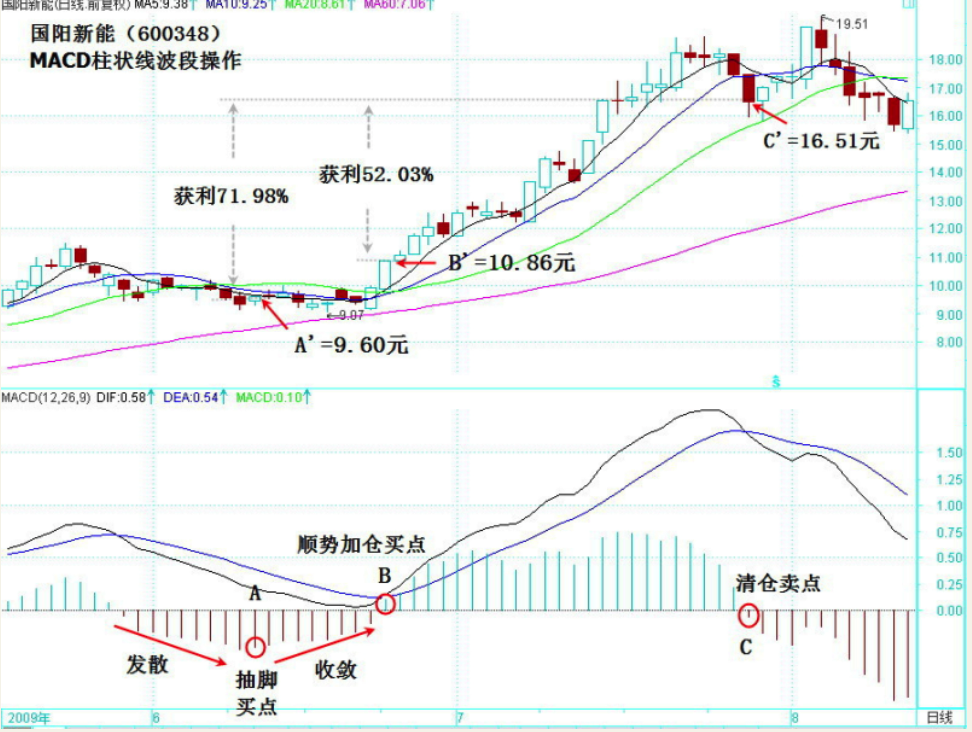 国阳新能(日线.前复权) MA5:9.38↑ MA10:9.25↑ MA20:8.61↑ MA60:7.06↑
国阳新能（600348）
MACD柱状线波段操作
19.51
18.00
17.00
16.00
C'=16.51元
15.00
获利52.03%
14.00
获利71.98%
13.00
12.00
B'=10.86元
11.00
10.00
←9.07
9.00
A'=9.60元
8.00
S
MACD(12,26,9) DIF:0.58↑ DEA:0.54↑ MACD:0.10↑
1.50
1.25
1.00
0.75
顺势加仓买点
0.50
B
A
清仓卖点
0.25
0.00
C
发散
抽脚
买点
收敛
2009年 6 7 8 日线